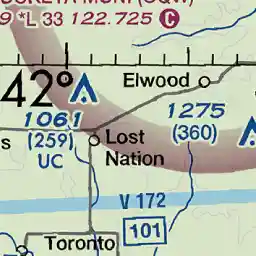 9 *L 33 122.725 C
42°
Elwood
1061
(259)
UC
1275
(360)
Lost
Nation
s
V 172
101
Toronto